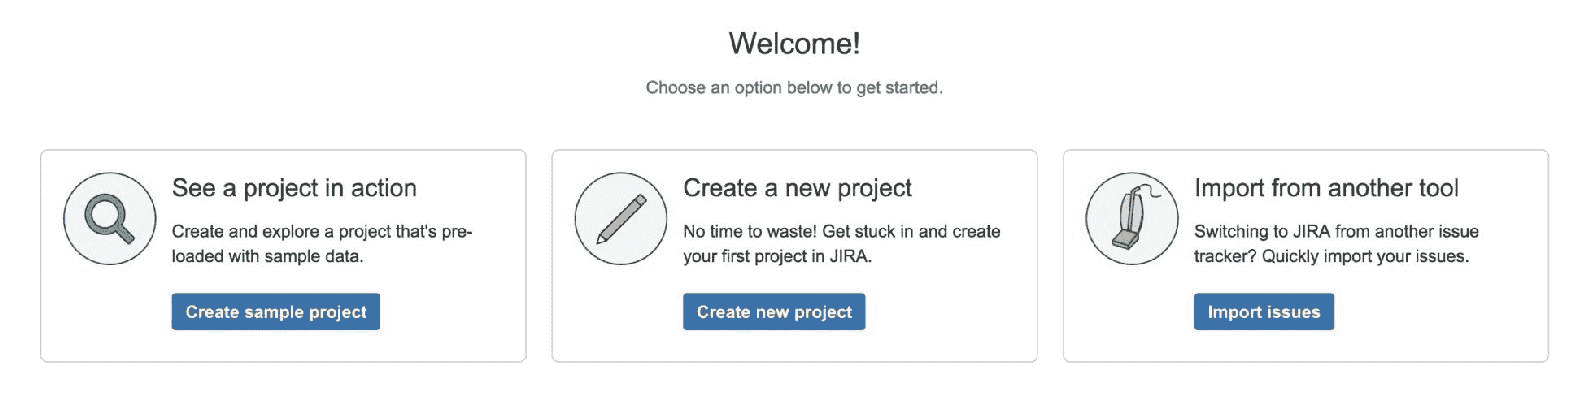 Welcome!
Choose an option below to get started.
See a project in action
Create and explore a project that's pre-
loaded with sample data.
Create sample project
Create a new project
No time to waste! Get stuck in and create
your first project in JIRA.
Create new project
Import from another tool
Switching to JIRA from another issue
tracker? Quickly import your issues.
Import issues